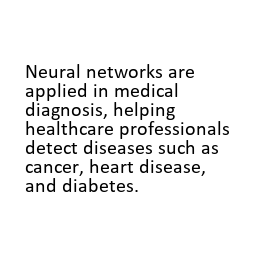 Neural networks are
applied in medical
diagnosis, helping
healthcare professionals
detect diseases such as
cancer, heart disease,
and diabetes.